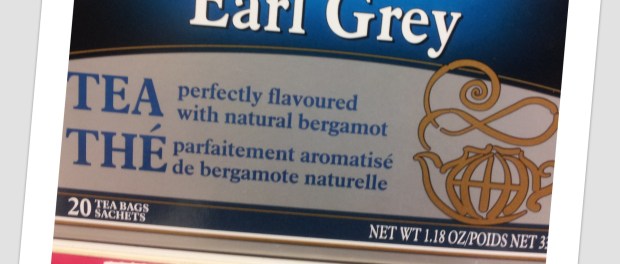 Earl Grey
TEA
perfectly flavoured
with natural bergamot
THÉ
parfaitement aromatisé
de bergamote naturelle
20 TEA BAGS
SACHETS
NET WT 1.18 OZ/POIDS NET